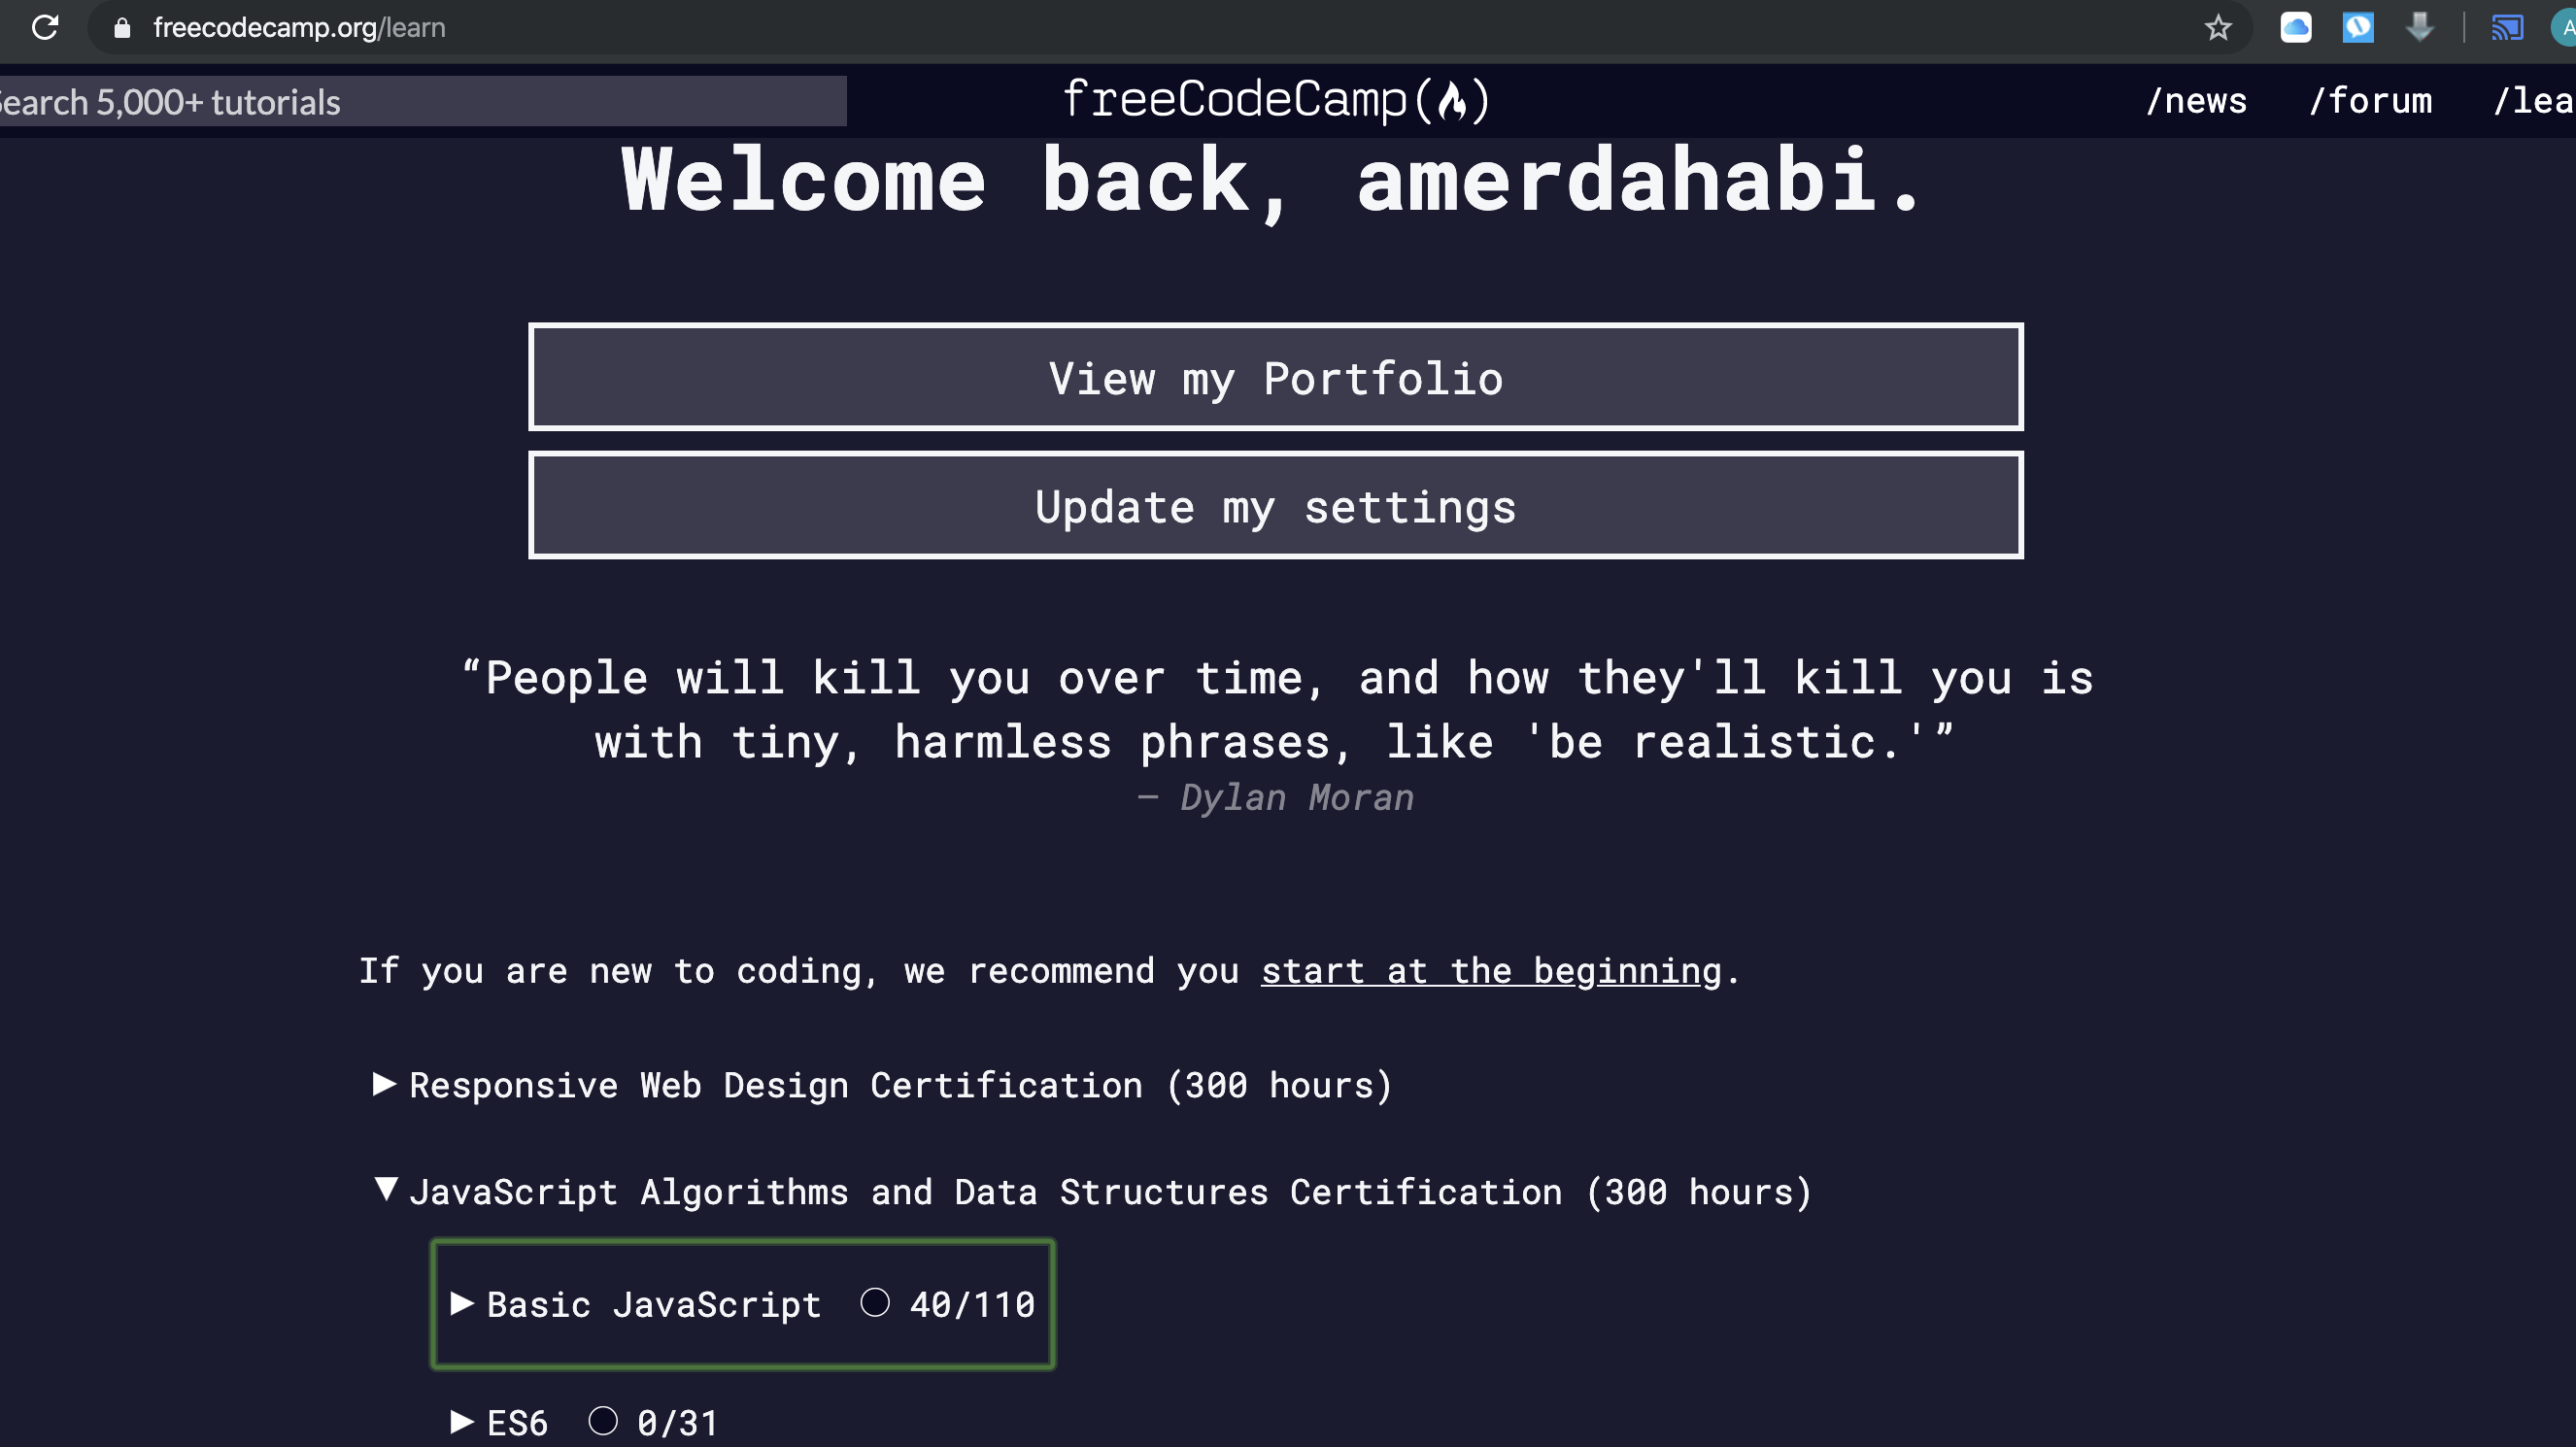 freecodecamp.org/learn
Search 5,000+ tutorials
freeCodeCamp()
/news /forum
Welcome back, amerdahabi.
View my Portfolio
Update my settings
“People will kill you over time, and how they'll kill you is
with tiny, harmless phrases, like 'be realistic.'”
— Dylan Moran
If you are new to coding, we recommend you start at the beginning.
Responsive Web Design Certification (300 hours)
JavaScript Algorithms and Data Structures Certification (300 hours)
Basic JavaScript 40/110
ES6 0/31